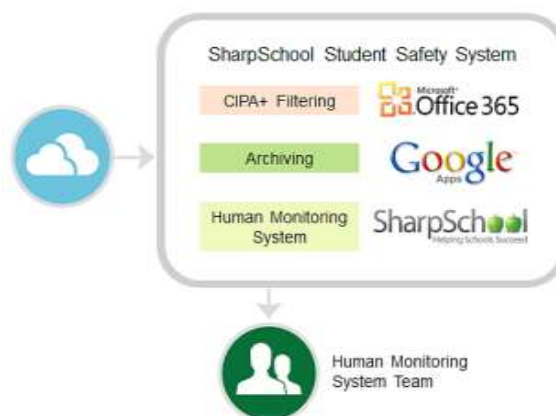 SharpSchool Student Safety System
CIPA+ Filtering
Microsoft
Office 365
Archiving
Google
Apps
Human Monitoring
System
SharpSchool
Helping Schools Succeed
Human Monitoring
System Team